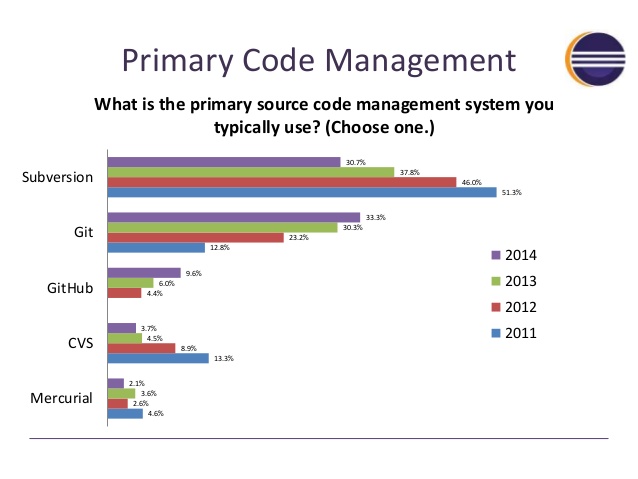 Primary Code Management
What is the primary source code management system you
typically use? (Choose one.)
Subversion
30.7%
37.8%
46.0%
51.3%
Git
33.3%
30.3%
23.2%
12.8%
GitHub
9.6%
6.0%
4.4%
CVS
3.7%
4.5%
8.9%
13.3%
Mercurial
2.1%
3.6%
2.6%
4.6%
2014
2013
2012
2011